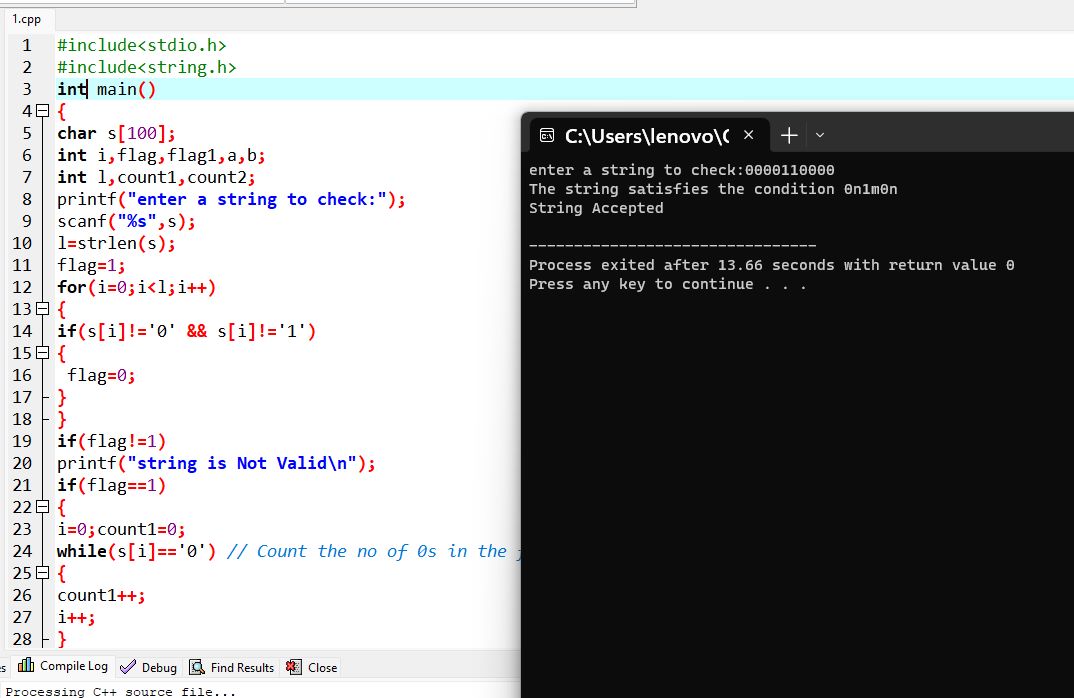 1.cpp
1 #include<stdio.h>
2 #include<string.h>
3 int main()
4 {
5 char s[100];
6 int i,flag,flag1,a,b;
7 int l,count1,count2;
8 printf("enter a string to check:");
9 scanf("%s",s);
10 l=strlen(s);
11 flag=1;
12 for(i=0;i<l;i++)
13 {
14 if(s[i]!='0' && s[i]!='1')
15 {
16 flag=0;
17 }
18 }
19 if(flag!=1)
20 printf("string is Not Valid\n");
21 if(flag==1)
22 {
23 i=0;count1=0;
24 while(s[i]=='0') // Count the no of 0s in the
25 {
26 count1++;
27 i++;
28 }
C:\Users\lenovo\
enter a string to check:0000110000
The string satisfies the condition 0n1m0n
String Accepted
--------------------------------
Process exited after 13.66 seconds with return value 0
Press any key to continue . . .
Compile Log Debug Find Results Close
Processing C++ source file...